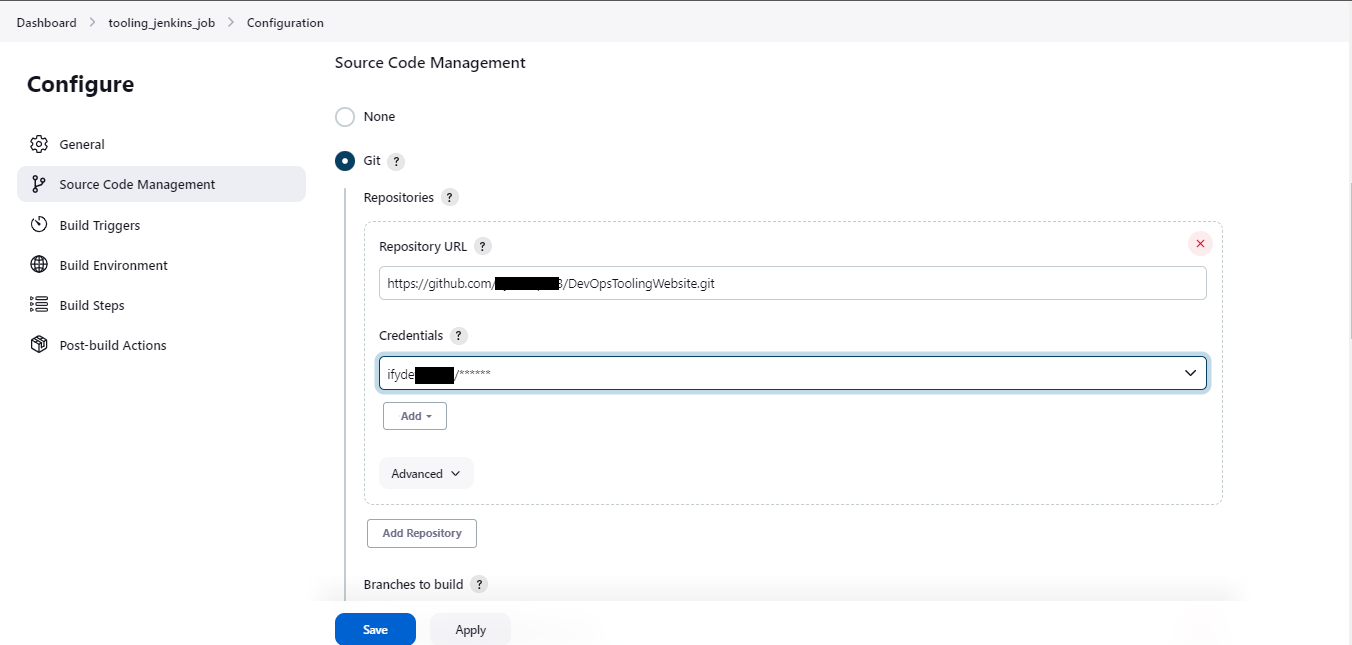 Dashboard > tooling_jenkins_job > Configuration
Configure
General
Source Code Management
Build Triggers
Build Environment
Build Steps
Post-build Actions
Source Code Management
None
Git ?
Repositories ?
Repository URL ?
https://github.com/ 3/DevOpsToolingWebsite.git
Credentials ?
ifyde /******
Add
Advanced
Add Repository
Branches to build ?
Save
Apply